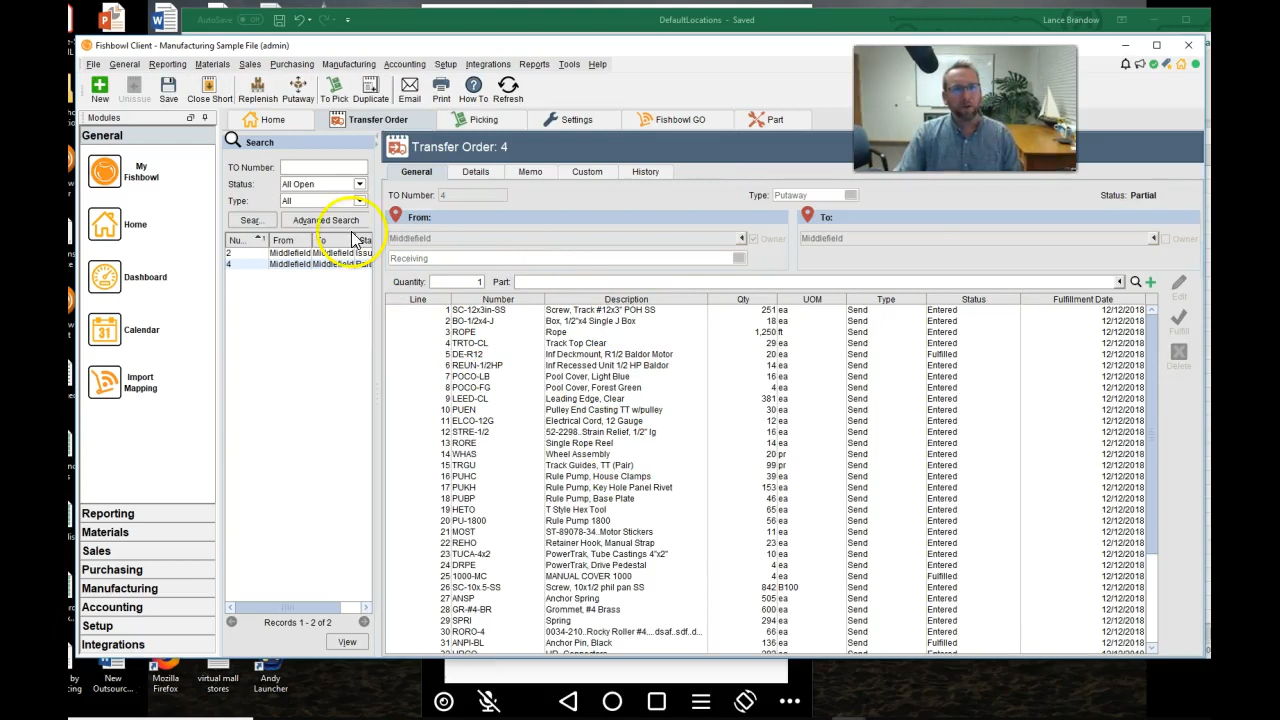 AutoSave Off
DefaultLocations - Saved
Lance Brandow
Fishbowl Client - Manufacturing Sample File (admin)
File General Reporting Materials Sales Purchasing Manufacturing Accounting Setup Integrations Reports Tools Help
New Unissue Save Close Short Replenish Putaway To Pick Duplicate Email Print How To Refresh
Modules
Home Transfer Order Picking Settings Fishbowl GO Part
General
My
Fishbowl
Home
Dashboard
Calendar
Import
Mapping
Reporting
Materials
Sales
Purchasing
Manufacturing
Accounting
Setup
Integrations
Search
TO Number:
Status: All Open
Type: All
Sear... Advanced Search
Nu... From To Sta
2 Middlefield Middlefield Issu
4 Middlefield Middlefield Part
Records 1 - 2 of 2
View
Transfer Order: 4
General Details Memo Custom History
TO Number: 4 Type: Putaway Status: Partial
From: To:
Middlefield Owner Middlefield Owner
Receiving
Quantity: 1 Part:
Edit
Fulfill
Delete
Line Number Description Qty UOM Type Status Fulfillment Date
1 SC-12x3in-SS Screw, Track #12x3" POH SS 251 ea Send Entered 12/12/2018
2 BO-1/2x4-J Box, 1/2"x4 Single J Box 18 ea Send Entered 12/12/2018
3 ROPE Rope 1,250 ft Send Entered 12/12/2018
4 TRTO-CL Track Top Clear 29 ea Send Entered 12/12/2018
5 DE-R12 Inf Deckmount, R1/2 Baldor Motor 20 ea Send Fulfilled 12/12/2018
6 REUN-1/2HP Inf Recessed Unit 1/2 HP Baldor 14 ea Send Entered 12/12/2018
7 POCO-LB Pool Cover, Light Blue 16 ea Send Entered 12/12/2018
8 POCO-FG Pool Cover, Forest Green 4 ea Send Entered 12/12/2018
9 LEED-CL Leading Edge, Clear 381 ea Send Entered 12/12/2018
10 PUEN Pulley End Casting TT w/pulley 30 ea Send Entered 12/12/2018
11 ELCO-12G Electrical Cord, 12 Gauge 12 ea Send Entered 12/12/2018
12 STRE-1/2 52-2298..Strain Relief, 1/2" lg 16 ea Send Entered 12/12/2018
13 RORE Single Rope Reel 14 ea Send Entered 12/12/2018
14 WHAS Wheel Assembly 20 pr Send Entered 12/12/2018
15 TRGU Track Guides, TT (Pair) 99 pr Send Entered 12/12/2018
16 PUHC Rule Pump, House Clamps 39 ea Send Entered 12/12/2018
17 PUKH Rule Pump, Key Hole Panel Rivet 153 ea Send Entered 12/12/2018
18 PUBP Rule Pump, Base Plate 46 ea Send Entered 12/12/2018
19 HETO T Style Hex Tool 65 ea Send Entered 12/12/2018
20 PU-1800 Rule Pump 1800 56 ea Send Entered 12/12/2018
21 MOST ST-89078-34..Motor Stickers 11 ea Send Entered 12/12/2018
22 REHO Retainer Hook, Manual Strap 23 ea Send Entered 12/12/2018
23 TUCA-4x2 PowerTrak, Tube Castings 4"x2" 10 ea Send Entered 12/12/2018
24 DRPE PowerTrak, Drive Pedestal 4 ea Send Entered 12/12/2018
25 1000-MC MANUAL COVER 1000 4 ea Send Fulfilled 12/12/2018
26 SC-10x.5-SS Screw, 10x1/2 phil pan SS 842 B100 Send Entered 12/12/2018
27 ANSP Anchor Spring 505 ea Send Entered 12/12/2018
28 GR-#4-BR Grommet, #4 Brass 600 ea Send Entered 12/12/2018
29 SPRI Spring 294 ea Send Entered 12/12/2018
30 RORO-4 0034-210..Rocky Roller #4....dsaf..sdf..d... 66 ea Send Entered 12/12/2018
31 ANPI-BL Anchor Pin, Black 136 ea Send Entered 12/12/2018
by
New
Outsourc...
Mozilla
Firefox
virtual mall
stores
Andy
Launcher